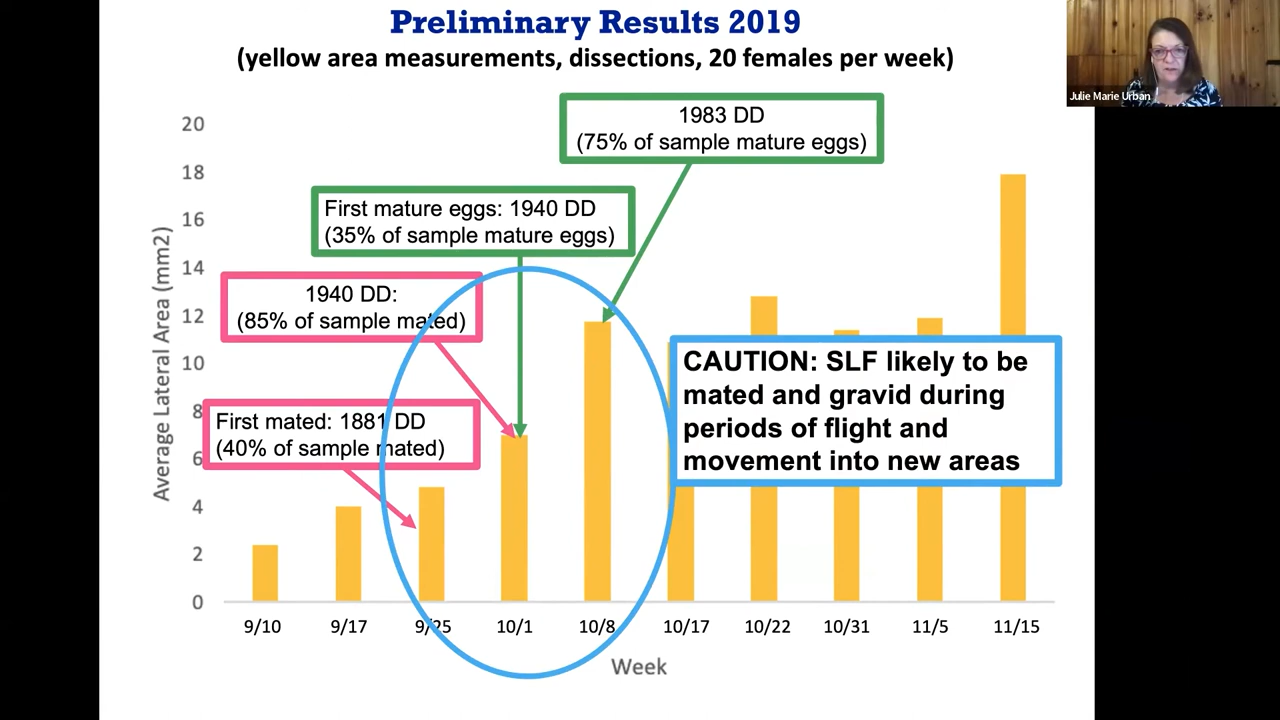 Preliminary Results 2019
(yellow area measurements, dissections, 20 females per week)
Julie Marie Urban
1983 DD
(75% of sample mature eggs)
First mature eggs: 1940 DD
(35% of sample mature eggs)
1940 DD:
(85% of sample mated)
First mated: 1881 DD
(40% of sample mated)
CAUTION: SLF likely to be
mated and gravid during
periods of flight and
movement into new areas
Average Lateral Area (mm2)
20
18
16
14
12
10
8
6
4
2
0
9/10 9/17 9/25 10/1 10/8 10/17 10/22 10/31 11/5 11/15
Week